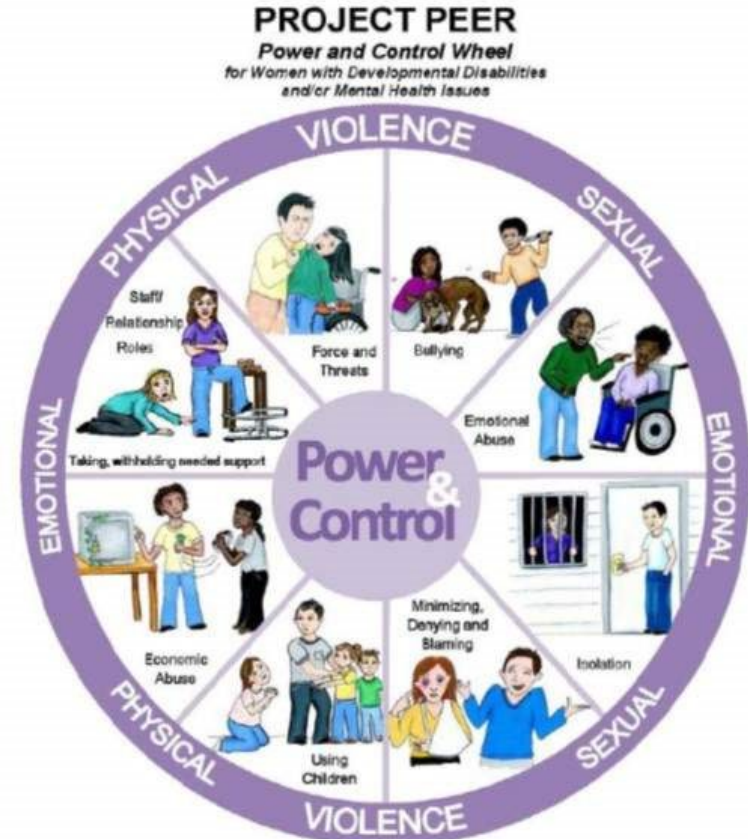 PROJECT PEER
Power and Control Wheel
for Women with Developmental Disabilities
and/or Mental Health Issues
VIOLENCE
SEXUAL
EMOTIONAL
SEXUAL
VIOLENCE
PHYSICAL
EMOTIONAL
PHYSICAL
Force and
Threats
Bullying
Emotional
Abuse
Isolation
Minimizing,
Denying and
Blaming
Using
Children
Economic
Abuse
Staff/
Relationship
Roles
Taking, withholding needed support
Power
&
Control